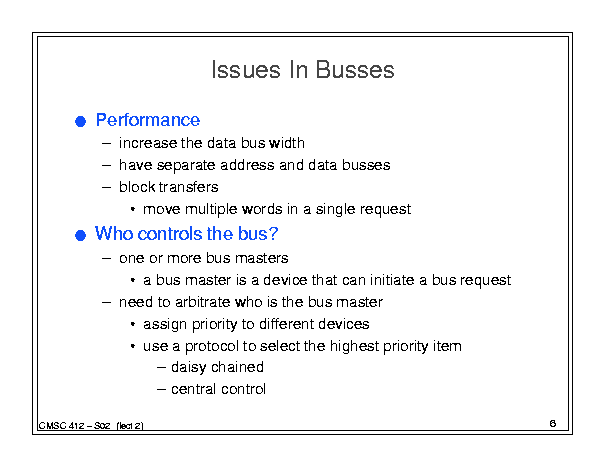 Issues In Busses
● Performance
– increase the data bus width
– have separate address and data busses
– block transfers
• move multiple words in a single request
● Who controls the bus?
– one or more bus masters
• a bus master is a device that can initiate a bus request
– need to arbitrate who is the bus master
• assign priority to different devices
• use a protocol to select the highest priority item
– daisy chained
– central control
CMSC 412 – S02 (lect 2)
6